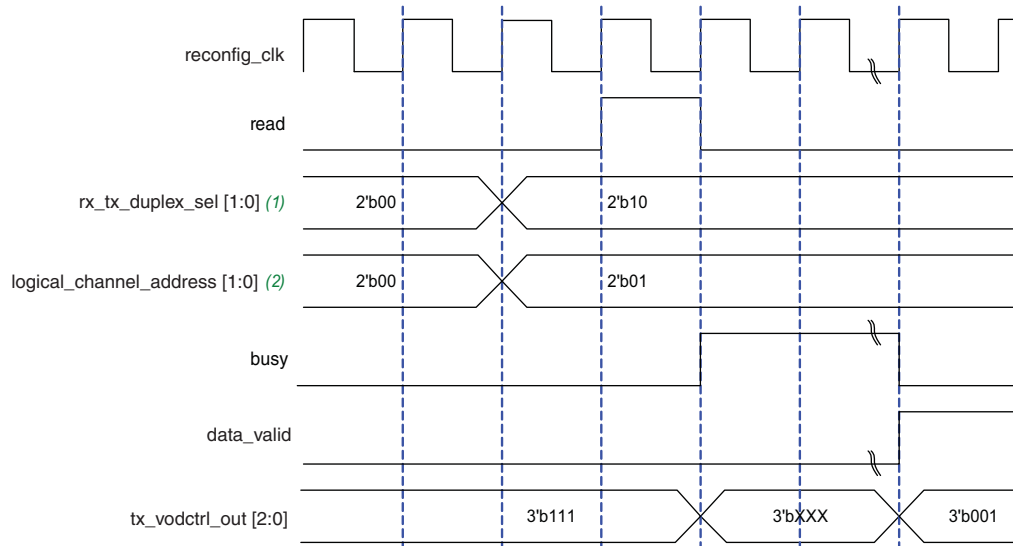 reconfig_clk
read
rx_tx_duplex_sel [1:0] (1) 2'b00 2'b10
logical_channel_address [1:0] (2) 2'b00 2'b01
busy
data_valid
tx_vodctrl_out [2:0] 3'b111 3'bXXX 3'b001